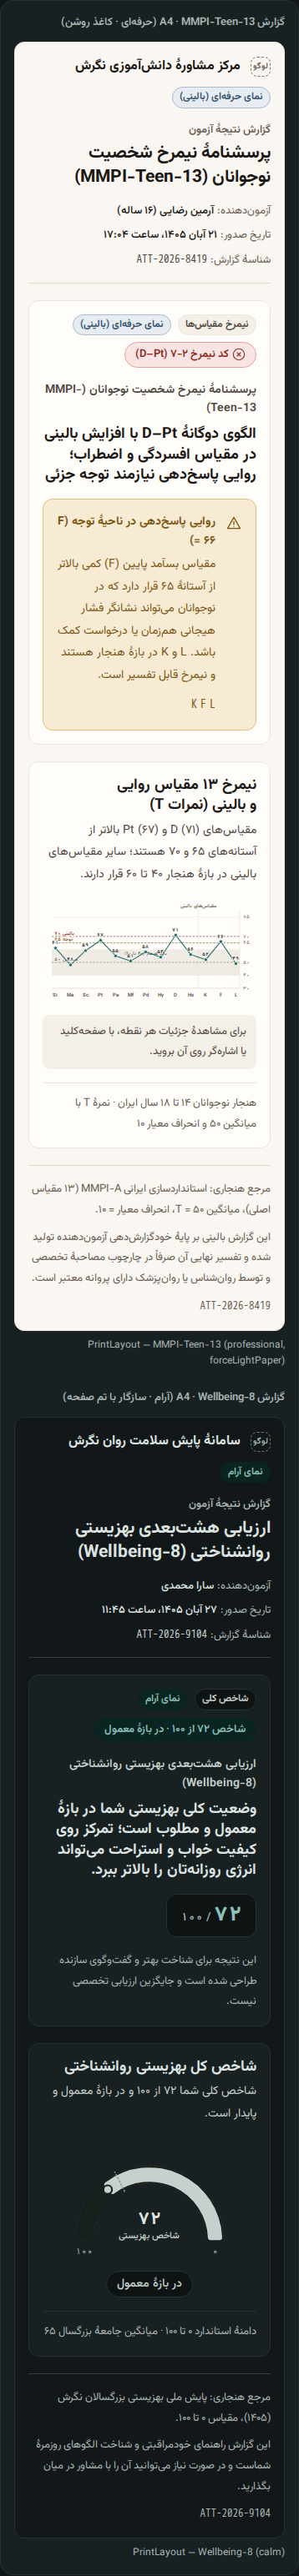 گزارش A4 · MMPI-Teen-13 (حرفه‌ای · کاغذ روشن)
لوگو
مرکز مشاورهٔ دانش‌آموزی نگرش
نمای حرفه‌ای (بالینی)
گزارش نتیجهٔ آزمون
پرسشنامهٔ نیمرخ شخصیت
نوجوانان (MMPI-Teen-13)
آزمون‌دهنده: آرمین رضایی (۱۶ ساله)
تاریخ صدور: ۲۱ آبان ۱۴۰۵، ساعت ۱۷:۰۴
شناسهٔ گزارش: ATT-2026-8419
نیمرخ مقیاس‌ها
نمای حرفه‌ای (بالینی)
کد نیمرخ ۲-۷ (D–Pt)
پرسشنامهٔ نیمرخ شخصیت نوجوانان (MMPI-
Teen-13)
الگوی دوگانهٔ D–Pt با افزایش بالینی
در مقیاس افسردگی و اضطراب؛
روایی پاسخ‌دهی نیازمند توجه جزئی
روایی پاسخ‌دهی در ناحیهٔ توجه (F
= ۶۶)
مقیاس بسآمد پایین (F) کمی بالاتر
از آستانهٔ ۶۵ قرار دارد که در
نوجوانان می‌تواند نشانگر فشار
هیجانی هم‌زمان یا درخواست کمک
باشد. L و K در بازهٔ هنجار هستند
و نیمرخ قابل تفسیر است.
K F L
نیمرخ ۱۳ مقیاس روایی
و بالینی (نمرات T)
مقیاس‌های D (۷۱) و Pt (۶۷) بالاتر از
آستانه‌های ۶۵ و ۷۰ هستند؛ سایر مقیاس‌های
بالینی در بازهٔ هنجار ۴۰ تا ۶۰ قرار دارند.
مقیاس‌های بالینی
Si Ma Sc Pt Pa Mf Pd Hy D Hs K F L
برای مشاهدهٔ جزئیات هر نقطه، با صفحه‌کلید
یا اشاره‌گر روی آن بروید.
هنجار نوجوانان ۱۴ تا ۱۸ سال ایران · نمرهٔ T با
میانگین ۵۰ و انحراف معیار ۱۰
مرجع هنجاری: استانداردسازی ایرانی MMPI-A (۱۳ مقیاس
اصلی)، میانگین T = ۵۰، انحراف معیار = ۱۰.
این گزارش بالینی بر پایهٔ خودگزارش‌دهی آزمون‌دهنده تولید
شده و تفسیر نهایی آن صرفاً در چارچوب مصاحبهٔ تخصصی
و توسط روان‌شناس یا روان‌پزشک دارای پروانه معتبر است.
ATT-2026-8419
PrintLayout — MMPI-Teen-13 (professional,
forceLightPaper)
گزارش A4 · Wellbeing-8 (آرام · سازگار با تم صفحه)
لوگو
سامانهٔ پایش سلامت روان نگرش
نمای آرام
گزارش نتیجهٔ آزمون
ارزیابی هشت‌بعدی بهزیستی
روانشناختی (Wellbeing-8)
آزمون‌دهنده: سارا محمدی
تاریخ صدور: ۲۷ آبان ۱۴۰۵، ساعت ۱۱:۴۵
شناسهٔ گزارش: ATT-2026-9104
شاخص کلی
نمای آرام
شاخص ۷۲ از ۱۰۰ · در بازهٔ معمول
ارزیابی هشت‌بعدی بهزیستی روانشناختی
(Wellbeing-8)
وضعیت کلی بهزیستی شما در بازهٔ
معمول و مطلوب است؛ تمرکز روی
کیفیت خواب و استراحت می‌تواند
انرژی روزانه‌تان را بالاتر ببرد.
۷۲ / ۱۰۰
این نتیجه برای شناخت بهتر و گفت‌وگوی سازنده
طراحی شده است و جایگزین ارزیابی تخصصی
نیست.
شاخص کل بهزیستی روانشناختی
شاخص کلی شما ۷۲ از ۱۰۰ و در بازهٔ معمول و
پایدار است.
۷۲
شاخص بهزیستی
۰
۱۰۰
در بازهٔ معمول
دامنهٔ استاندارد ۰ تا ۱۰۰ · میانگین جامعهٔ بزرگسال ۶۵
مرجع هنجاری: پایش ملی بهزیستی بزرگسالان نگرش
(۱۴۰۵)، مقیاس ۰ تا ۱۰۰.
این گزارش راهنمای خودمراقبتی و شناخت الگوهای روزمرهٔ
شماست و در صورت نیاز می‌توانید آن را با مشاور در میان
بگذارید.
ATT-2026-9104
PrintLayout — Wellbeing-8 (calm)